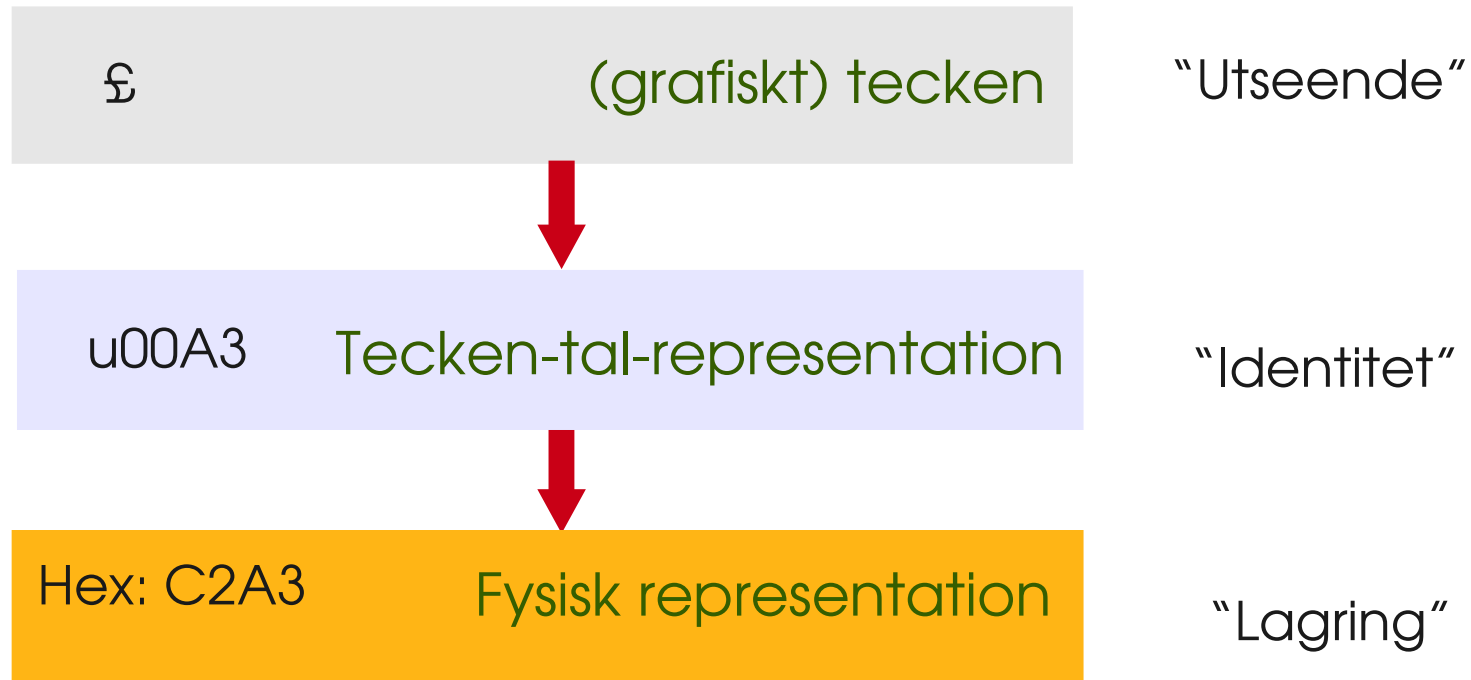 £ (grafiskt) tecken “Utseende”
u00A3 Tecken-tal-representation “Identitet”
Hex: C2A3 Fysisk representation “Lagring”